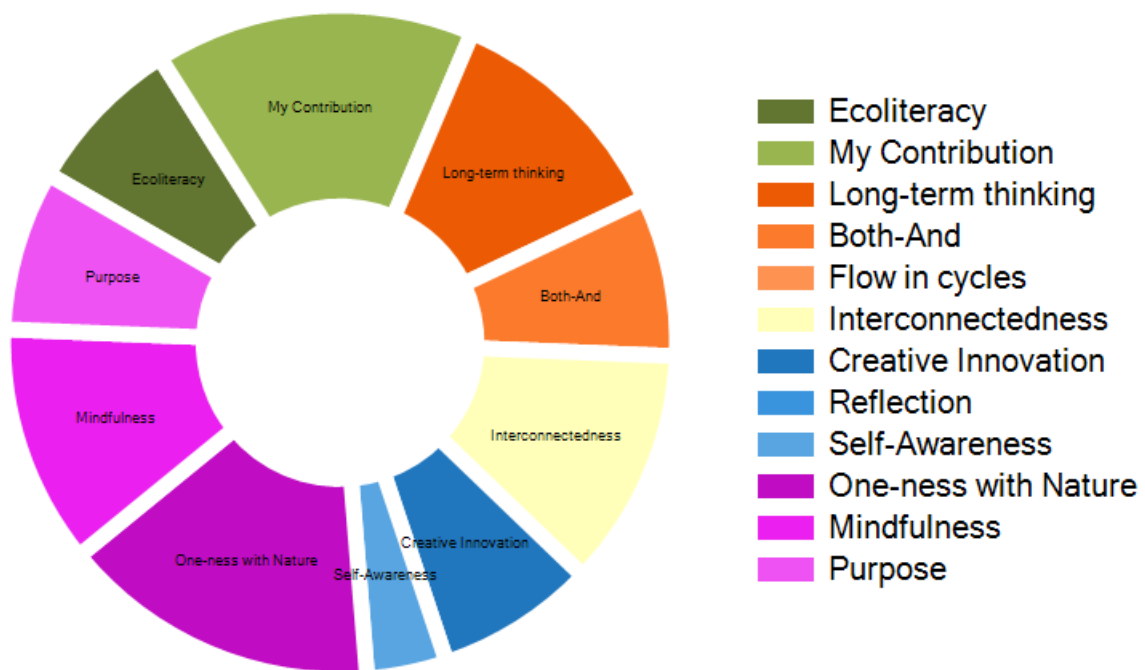 My Contribution
Long-term thinking
Ecoliteracy
Purpose
Both-And
Mindfulness
Interconnectedness
Creative Innovation
One-ness with Nature
Self-Awareness
Ecoliteracy
My Contribution
Long-term thinking
Both-And
Flow in cycles
Interconnectedness
Creative Innovation
Reflection
Self-Awareness
One-ness with Nature
Mindfulness
Purpose